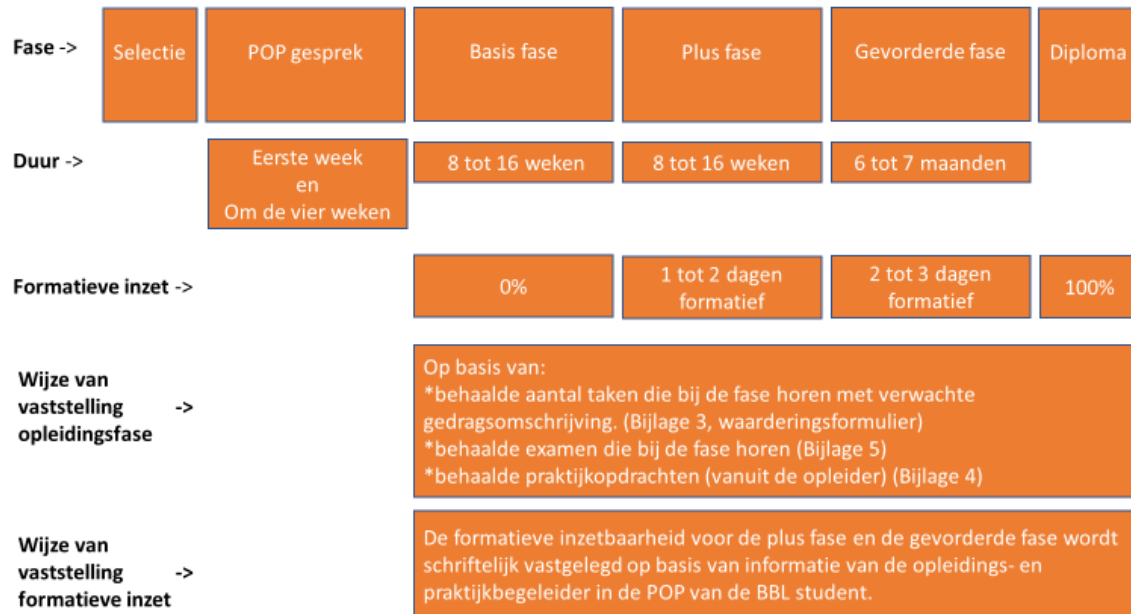 Fase -> Selectie POP gesprek Basis fase Plus fase Gevorderde fase Diploma
Duur -> Eerste week 8 tot 16 weken 8 tot 16 weken 6 tot 7 maanden
en
Om de vier weken
Formatieve inzet -> 0% 1 tot 2 dagen 2 tot 3 dagen 100%
formatief formatief
Wijze van
vaststelling ->
opleidingsfase
Op basis van:
*behaalde aantal taken die bij de fase horen met verwachte
gedragsomschrijving. (Bijlage 3, waarderingsformulier)
*behaalde examen die bij de fase horen (Bijlage 5)
*behaalde praktijkopdrachten (vanuit de opleider) (Bijlage 4)
Wijze van
vaststelling ->
formatieve inzet
De formatieve inzetbaarheid voor de plus fase en de gevorderde fase wordt
schriftelijk vastgelegd op basis van informatie van de opleidings- en
praktijkbegeleider in de POP van de BBL student.